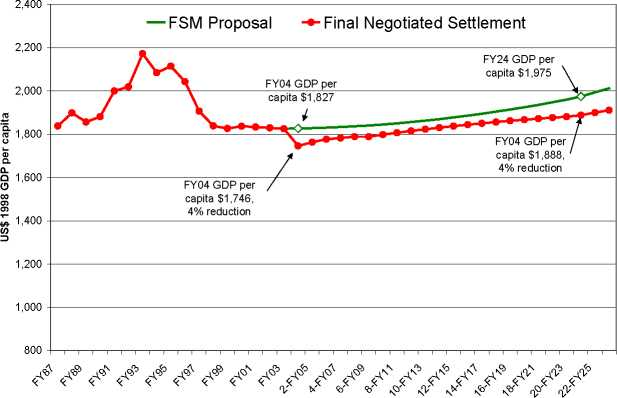 FSM Proposal
Final Negotiated Settlement
2,400
2,200
2,000
1,800
1,600
1,400
1,200
1,000
800
US$ 1998 GDP per capita
FY04 GDP per
capita $1,827
FY24 GDP per
capita $1,975
FY04 GDP per
capita $1,746,
4% reduction
FY04 GDP per
capita $1,888,
4% reduction
FY87
FY89
FY91
FY93
FY95
FY97
FY99
FY01
FY03
2-FY05
4-FY07
6-FY09
8-FY11
10-FY13
12-FY15
14-FY17
16-FY19
18-FY21
20-FY23
22-FY25